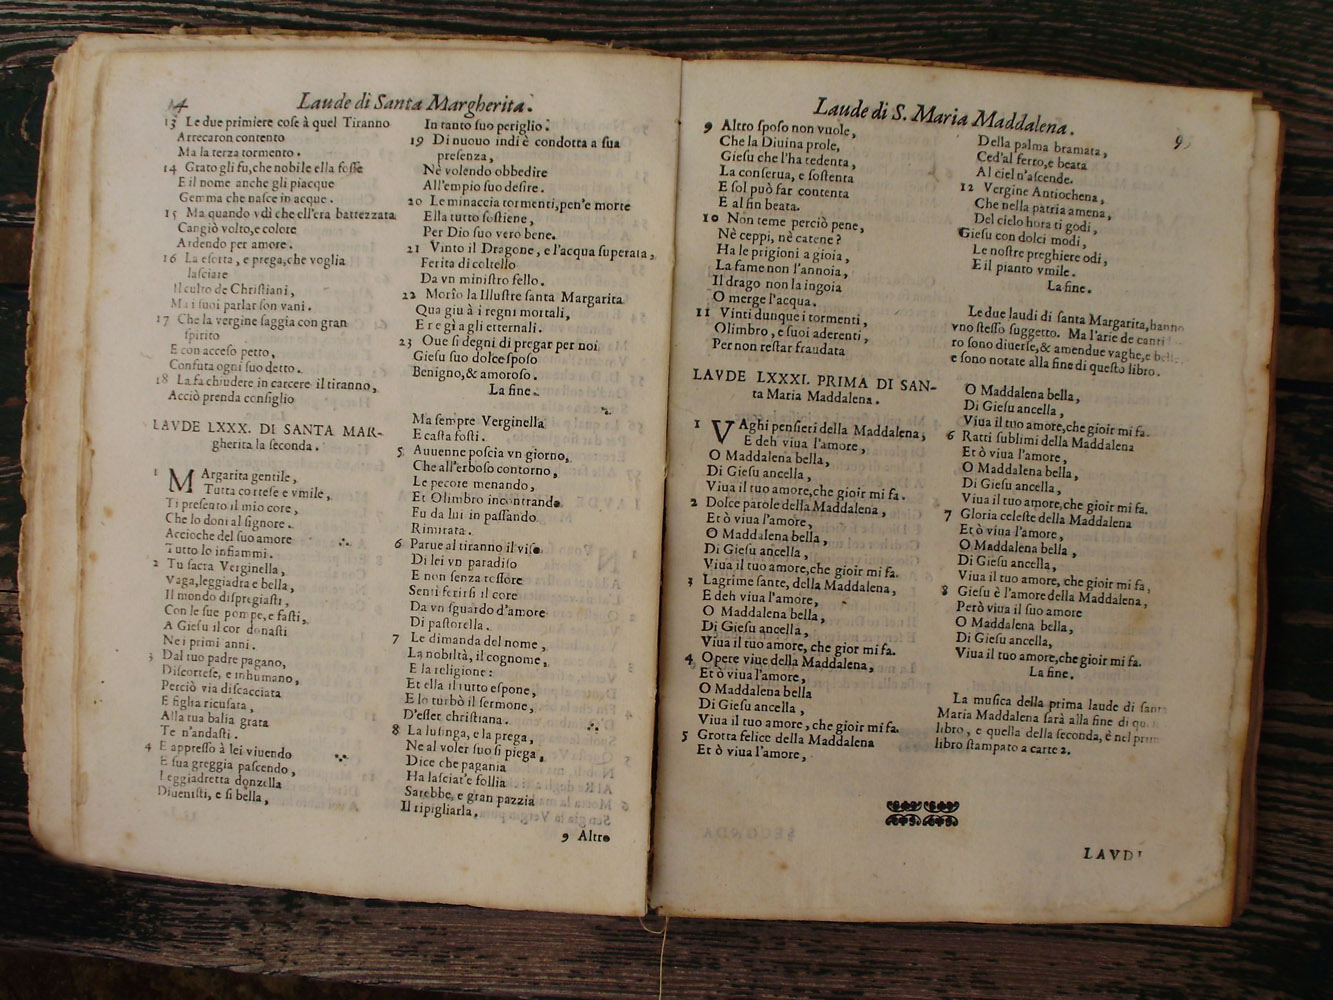 94
Laude di Santa Margherita.
13 Le due primiere cose à quel Tiranno
Arrecaron contento
Ma la terza tormento.
14 Grato gli fu, che nobile ella fosse
E il nome anche gli piacque
Gemma che nasce in acque.
15 Ma quando vdì che ell'era battezzata
Cangiò volto, e colore
Ardendo per amore.
16 La esorta, e prega, che voglia
lasciare
Il culto de Christiani,
Ma i suoi parlar son vani.
17 Che la vergine saggia con gran
spirito
E con acceso petto,
Confuta ogni suo detto.
18 La fa chiudere in carcere il tiranno,
Acciò prenda consiglio
In tanto suo periglio.
19 Di nuouo indi è condotta a sua
presenza,
Nè volendo obbedire
All'empio suo desire.
20 Le minaccia tormenti, pen'e morte
Ella tutto sostiene,
Per Dio suo vero bene.
21 Vinto il Dragone, e l'acqua superata,
Ferita di coltello
Da vn ministro fello.
22 Morìo la Illustre santa Margarita
Qua giu à i regni mortali,
E regi a gli etternali.
23 Oue si degni di pregar per noi
Giesu suo dolce sposo
Benigno, & amoroso.
La fine.
LAVDE LXXX. DI SANTA MAR-
gherita la seconda.
1 MArgarita gentile,
Tutta cortese e vmile,
Ti presento il mio core,
Che lo doni al signore.
Accioche del suo amore
Tutto lo infiammi.
2 Tu sacra Verginella,
Vaga, leggiadra e bella,
Il mondo dispregiasti,
Con le sue pompe, e fasti,
A Giesu il cor donasti
Nei primi anni.
3 Dal tuo padre pagano,
Discortese, e inhumano,
Perciò via discacciata
E figlia ricusata,
Alla tua balia grata
Te n'andasti.
4 E appresso à lei viuendo
E sua greggia pascendo,
Leggiadretta donzella
Diuenisti, e sì bella,
Ma sempre Verginella
E casta fosti.
5 Auuenne poscia vn giorno,
Che all'erboso contorno,
Le pecore menando,
Et Olimbro incontrando
Fu da lui in passando
Rimirata.
6 Parue al tiranno il viso
Di lei vn paradiso
E non senza restore
Sentì ferirsi il core
Da vn sguardo d'amore
Di pastorella.
7 Le dimanda del nome,
La nobiltà, il cognome,
E la religione:
Et ella il tutto espone,
E lo turbò il sermone,
D'esser christiana.
8 La lusinga, e la prega,
Ne al voler suo si piega,
Dice che pagania
Ha lasciat'e follia
Sarebbe, e gran pazzia
Il ripigliarla.
9 Altro
Laude di S. Maria Maddalena.
9
9 Altro sposo non vuole,
Che la Diuina prole,
Giesu che l'ha redenta,
La conserua, e sostenta
E sol può far contenta
E al fin beata.
10 Non teme perciò pene,
Nè ceppi, nè catene?
Ha le prigioni a gioia,
La fame non l'annoia,
Il drago non la ingoia
O merge l'acqua.
11 Vinti dunque i tormenti,
Olimbro, e suoi aderenti,
Per non restar fraudata
Della palma bramata,
Ced'al ferro, e beata
Al ciel n'ascende.
12 Vergine Antiochena,
Che nella patria amena,
Del cielo hora ti godi,
Giesu con dolci modi,
Le nostre preghiere odi,
E il pianto vmile.
La fine.
Le due laudi di santa Margarita, hanno
vno stesso suggetto. Ma l'arie de canti
ro sono diuerse, & amendue vaghe, e
e sono notate alla fine di questo libro.
LAVDE LXXXI. PRIMA DI SAN-
ta Maria Maddalena.
1 VAghi pensieri della Maddalena,
E deh viua l'amore,
O Maddalena bella,
Di Giesu ancella,
Viua il tuo amore, che gioir mi fa.
2 Dolce parole della Maddalena,
Et ò viua l'amore,
O Maddalena bella,
Di Giesu ancella,
Viua il tuo amore, che gioir mi fa.
3 Lagrime sante, della Maddalena,
E deh viua l'amore,
O Maddalena bella,
Di Giesu ancella,
Viua il tuo amore, che gior mi fa.
4 Opere viue della Maddalena,
Et ò viua l'amore,
O Maddalena bella
Di Giesu ancella,
Viua il tuo amore, che gioir mi fa.
5 Grotta felice della Maddalena
Et ò viua l'amore,
O Maddalena bella,
Di Giesu ancella,
Viua il tuo amore, che gioir mi fa.
6 Ratti sublimi della Maddalena
Et ò viua l'amore,
O Maddalena bella,
Di Giesu ancella,
Viua il tuo amore, che gioir mi fa.
7 Gloria celeste della Maddalena
Et ò viua l'amore,
O Maddalena bella,
Di Giesu ancella,
Viua il tuo amore, che gioir mi fa,
8 Giesu è l'amore della Maddalena,
Però viua il suo amore
O Maddalena bella,
Di Giesu ancella,
Viua il tuo amore, che gioir mi fa.
La fine.
La musica della prima laude di santa
Maria Maddalena sarà alla fine di
libro, e quella della seconda, è nel
libro stampato a carte 2.
LAVDI